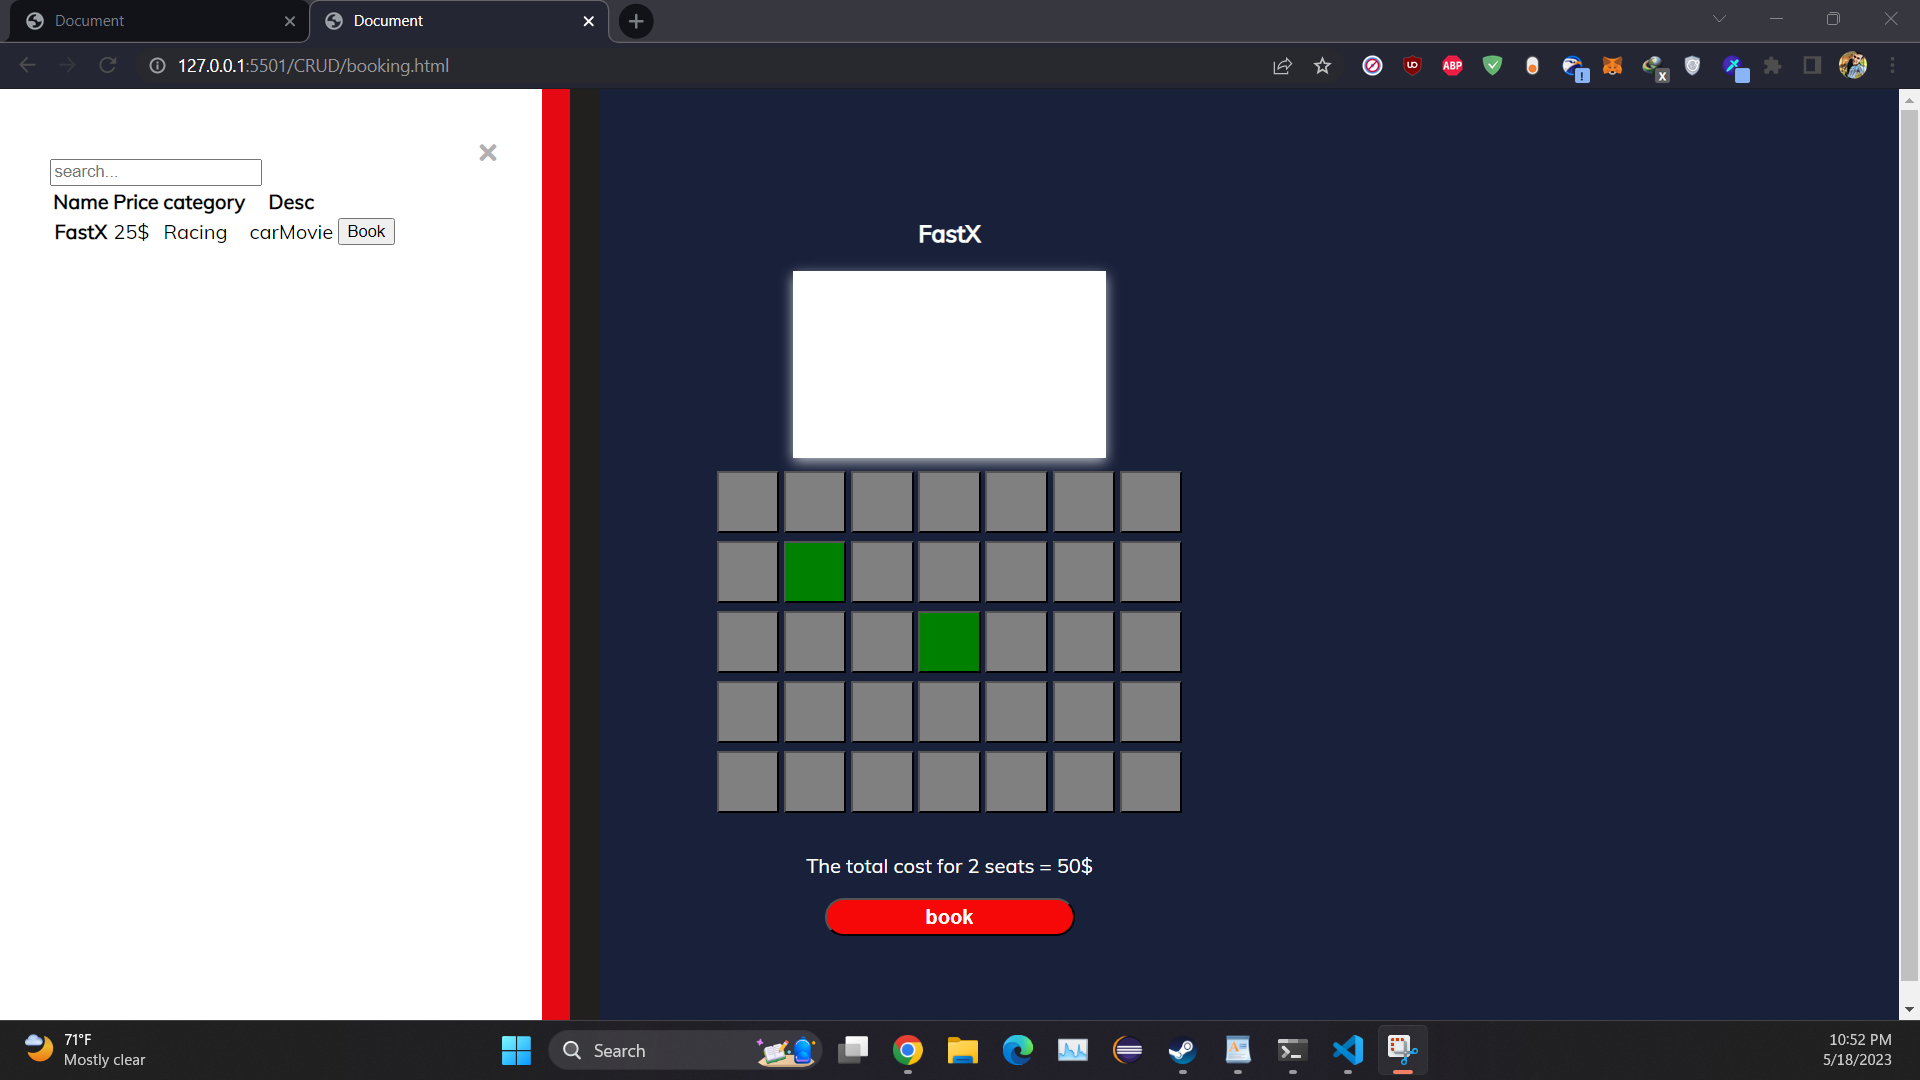 Document
Document
127.0.0.1:5501/CRUD/booking.html
UD
ABP
!
X
search...
Name Price category Desc
FastX 25$ Racing carMovie Book
FastX
The total cost for 2 seats = 50$
book
71°F
Mostly clear
Search
10:52 PM
5/18/2023